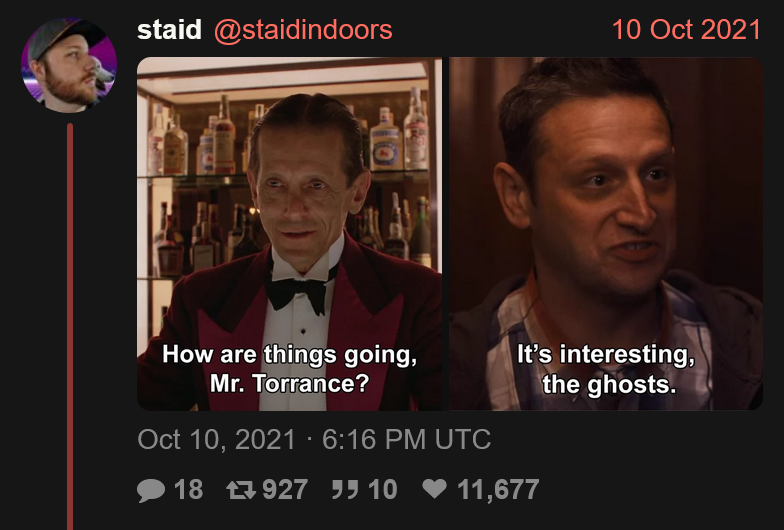 staid @staidindoors 10 Oct 2021
How are things going,
Mr. Torrance?
It's interesting,
the ghosts.
Oct 10, 2021 · 6:16 PM UTC
18 927 10 11,677